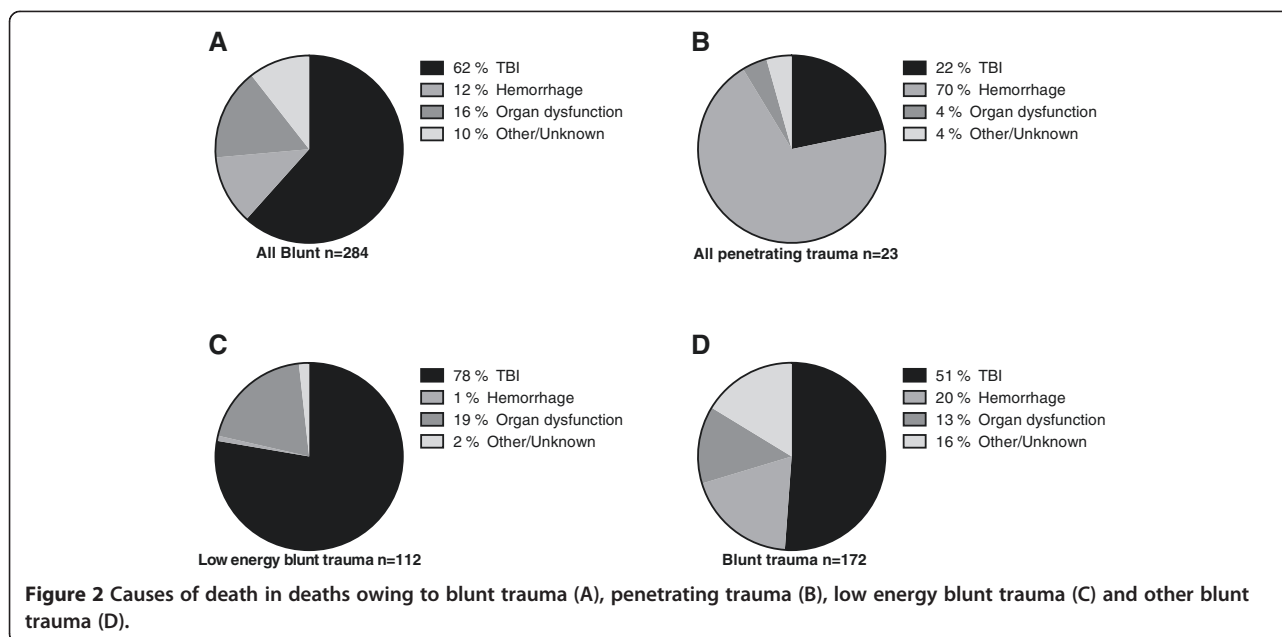 A
62 % TBI
12 % Hemorrhage
16 % Organ dysfunction
10 % Other/Unknown
All Blunt n=284
B
22 % TBI
70 % Hemorrhage
4 % Organ dysfunction
4 % Other/Unknown
All penetrating trauma n=23
C
78 % TBI
1 % Hemorrhage
19 % Organ dysfunction
2 % Other/Unknown
Low energy blunt trauma n=112
D
51 % TBI
20 % Hemorrhage
13 % Organ dysfunction
16 % Other/Unknown
Blunt trauma n=172
Figure 2 Causes of death in deaths owing to blunt trauma (A), penetrating trauma (B), low energy blunt trauma (C) and other blunt
trauma (D).